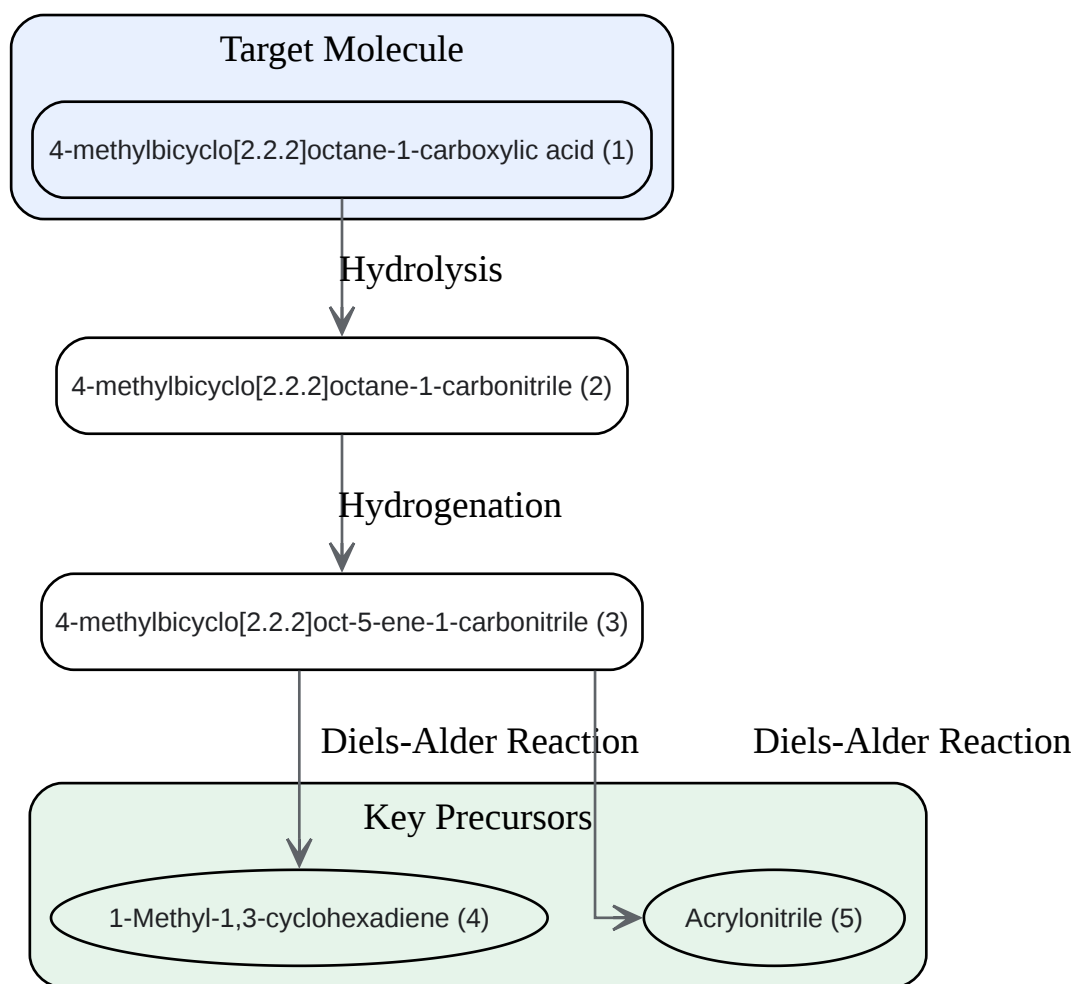 Target Molecule
4-methylbicyclo[2.2.2]octane-1-carboxylic acid (1)
Hydrolysis
4-methylbicyclo[2.2.2]octane-1-carbonitrile (2)
Hydrogenation
4-methylbicyclo[2.2.2]oct-5-ene-1-carbonitrile (3)
Diels-Alder Reaction
Diels-Alder Reaction
Key Precursors
1-Methyl-1,3-cyclohexadiene (4)
Acrylonitrile (5)